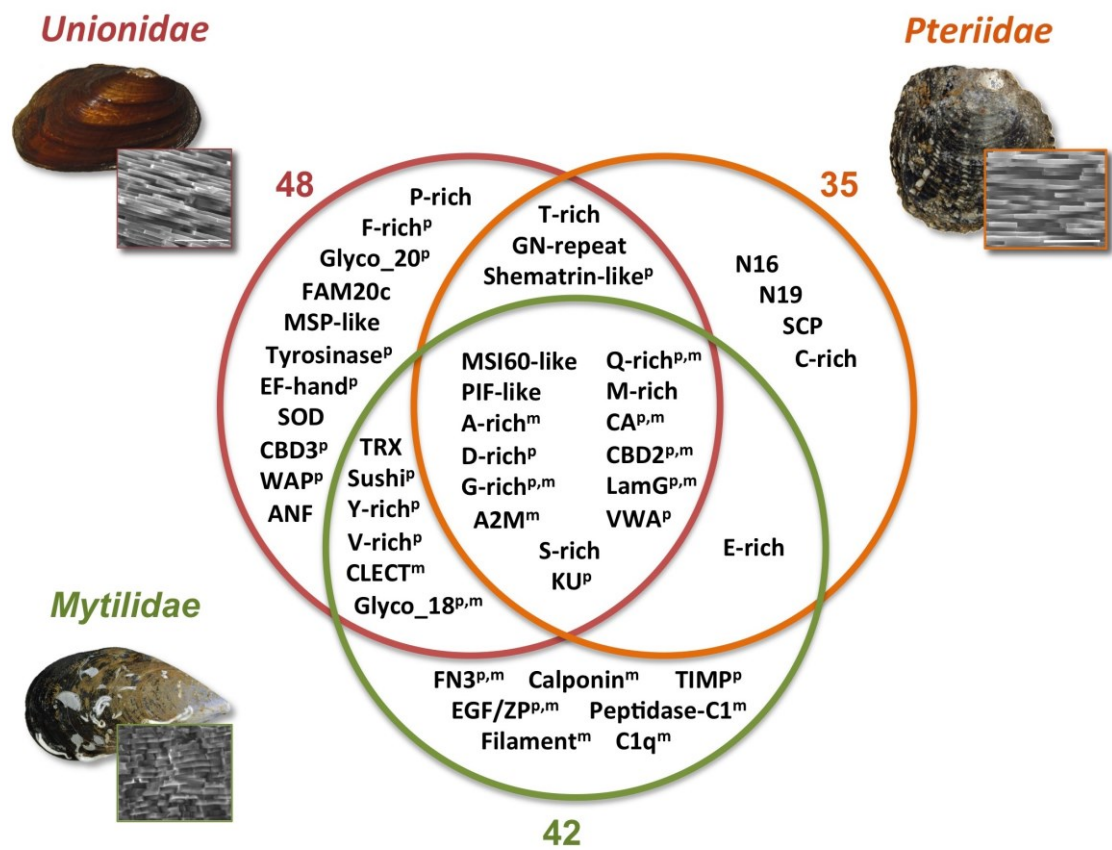 Unionidae
Pteriidae
48
35
P-rich
F-richᵖ
Glyco_20ᵖ
FAM20c
MSP-like
Tyrosinaseᵖ
EF-handᵖ
SOD
CBD3ᵖ
WAPᵖ
ANF
T-rich
GN-repeat
Shematrin-likeᵖ
N16
N19
SCP
C-rich
TRX
Sushiᵖ
Y-richᵖ
V-richᵖ
CLECTᵐ
Glyco_18ᵖ,ᵐ
MSI60-like
PIF-like
A-richᵐ
D-richᵖ
G-richᵖ,ᵐ
A2Mᵐ
Q-richᵖ,ᵐ
M-rich
CAᵖ,ᵐ
CBD2ᵖ,ᵐ
LamGᵖ,ᵐ
VWAᵖ
S-rich
KUᵖ
E-rich
Mytilidae
FN3ᵖ,ᵐ Calponinᵐ TIMPᵖ
EGF/ZPᵖ,ᵐ Peptidase-C1ᵐ
Filamentᵐ C1qᵐ
42